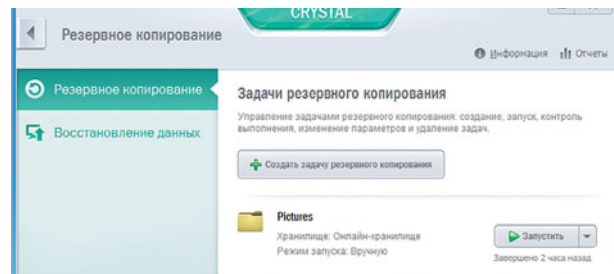 CRYSTAL
Резервное копирование
Информация Отчеты
Резервное копирование
Восстановление данных
Задачи резервного копирования
Управление задачами резервного копирования: создание, запуск, контроль
выполнения, изменение параметров и удаление задач.
Создать задачу резервного копирования
Pictures
Хранилище: Онлайн-хранилище
Режим запуска: Вручную
Запустить
Завершено 2 часа назад